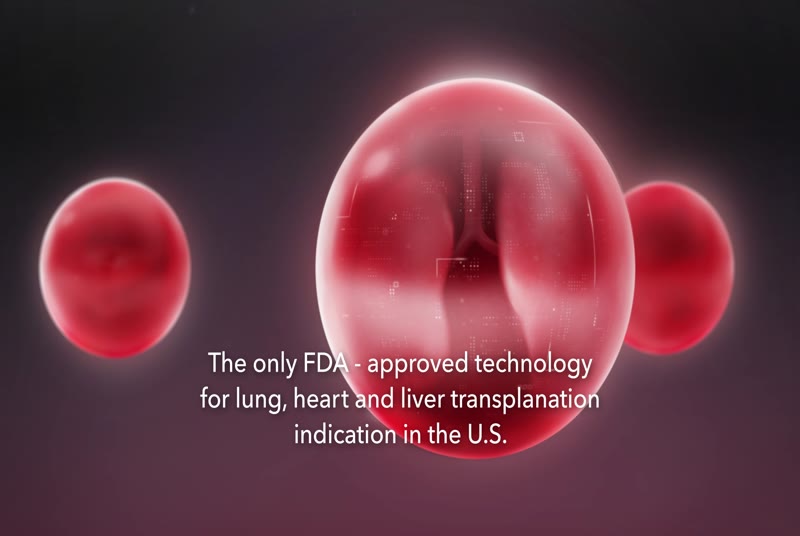 The only FDA - approved technology
for lung, heart and liver transplanation
indication in the U.S.